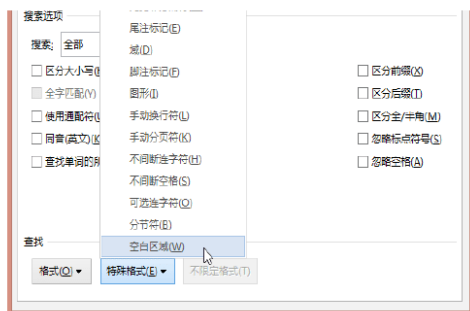 搜索选项
搜索: 全部
尾注标记(E)
域(D)
脚注标记(F)
图形(I)
手动换行符(L)
手动分页符(K)
不间断连字符(H)
不间断空格(S)
可选连字符(O)
分节符(B)
空白区域(W)
区分大小写(H
全字匹配(Y)
使用通配符(U
同音(英文)(K
查找单词的所
区分前缀(X)
区分后缀(T)
区分全/半角(M)
忽略标点符号(S)
忽略空格(A)
查找
格式(O) 特殊格式(E) 不限定格式(T)